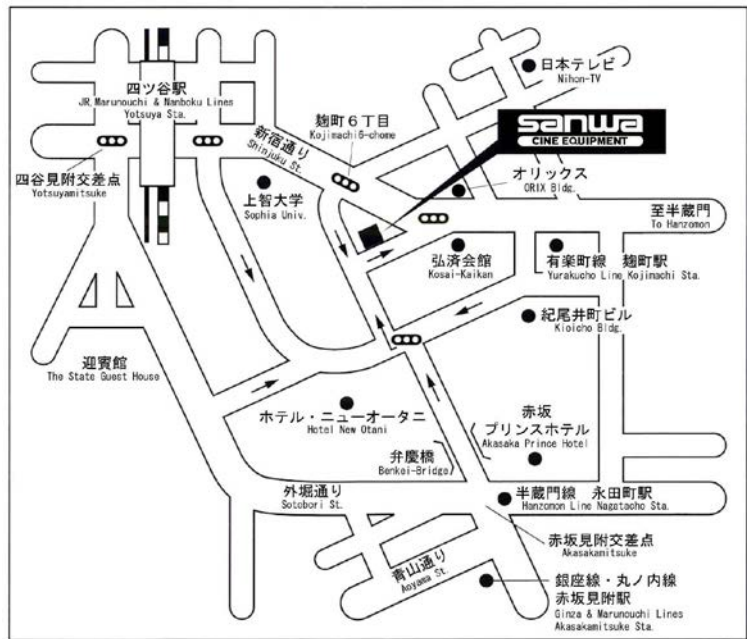 日本テレビ
Nihon-TV
四ツ谷駅
JR.Marunouchi & Nanboku Lines
Yotsuya Sta.
麹町6丁目
Kojimachi6-chome
sanwa
CINE EQUIPMENT
新宿通り
Shinjuku St.
四谷見附交差点
Yotsuyamitsuke
上智大学
Sophia Univ.
オリックス
ORIX Bldg.
至半蔵門
To Hanzomon
弘済会館
Kosai-Kaikan
有楽町線 麹町駅
Yurakucho Line Kojimachi Sta.
紀尾井町ビル
Kioicho Bldg.
迎賓館
The State Guest House
ホテル・ニューオータニ
Hotel New Otani
赤坂
プリンスホテル
Akasaka Prince Hotel
弁慶橋
Benkei-Bridge
外堀通り
Sotobori St.
半蔵門線 永田町駅
Hanzomon Line Nagatacho Sta.
赤坂見附交差点
Akasakamitsuke
青山通り
Aoyama St.
銀座線・丸ノ内線
赤坂見附駅
Ginza & Marunouchi Lines
Akasakamitsuke Sta.